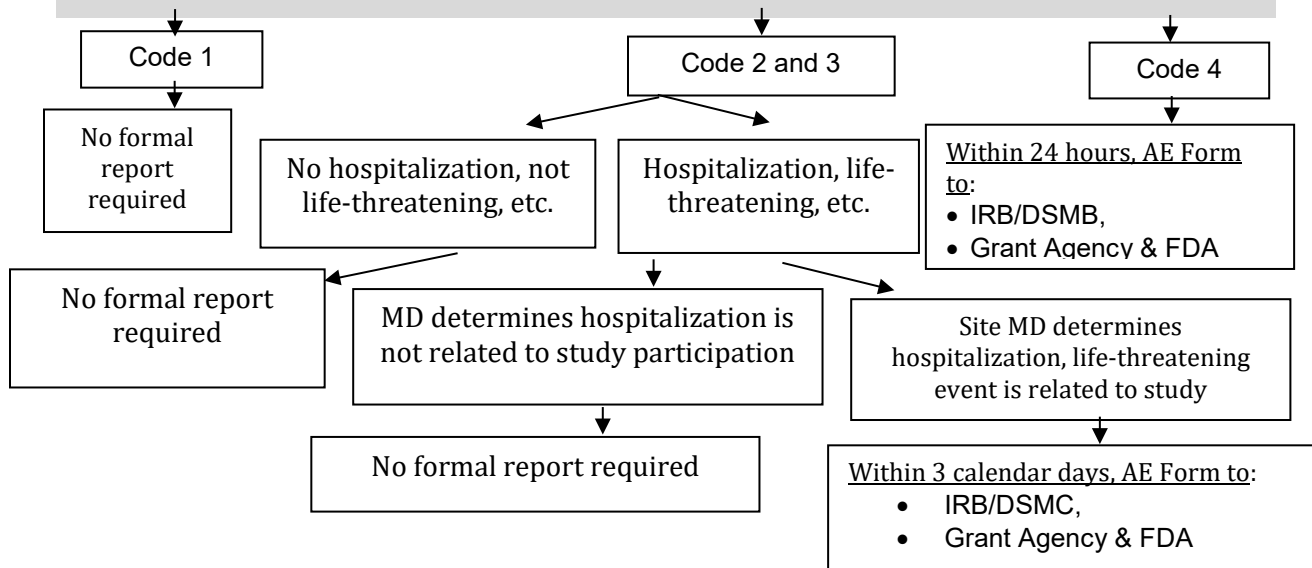 Code 1
Code 2 and 3
Code 4
No formal
report
required
No hospitalization, not
life-threatening, etc.
Hospitalization, life-
threatening, etc.
Within 24 hours, AE Form
to:
• IRB/DSMB,
• Grant Agency & FDA
No formal report
required
MD determines hospitalization is
not related to study participation
Site MD determines
hospitalization, life-threatening
event is related to study
No formal report required
Within 3 calendar days, AE Form to:
• IRB/DSMC,
• Grant Agency & FDA